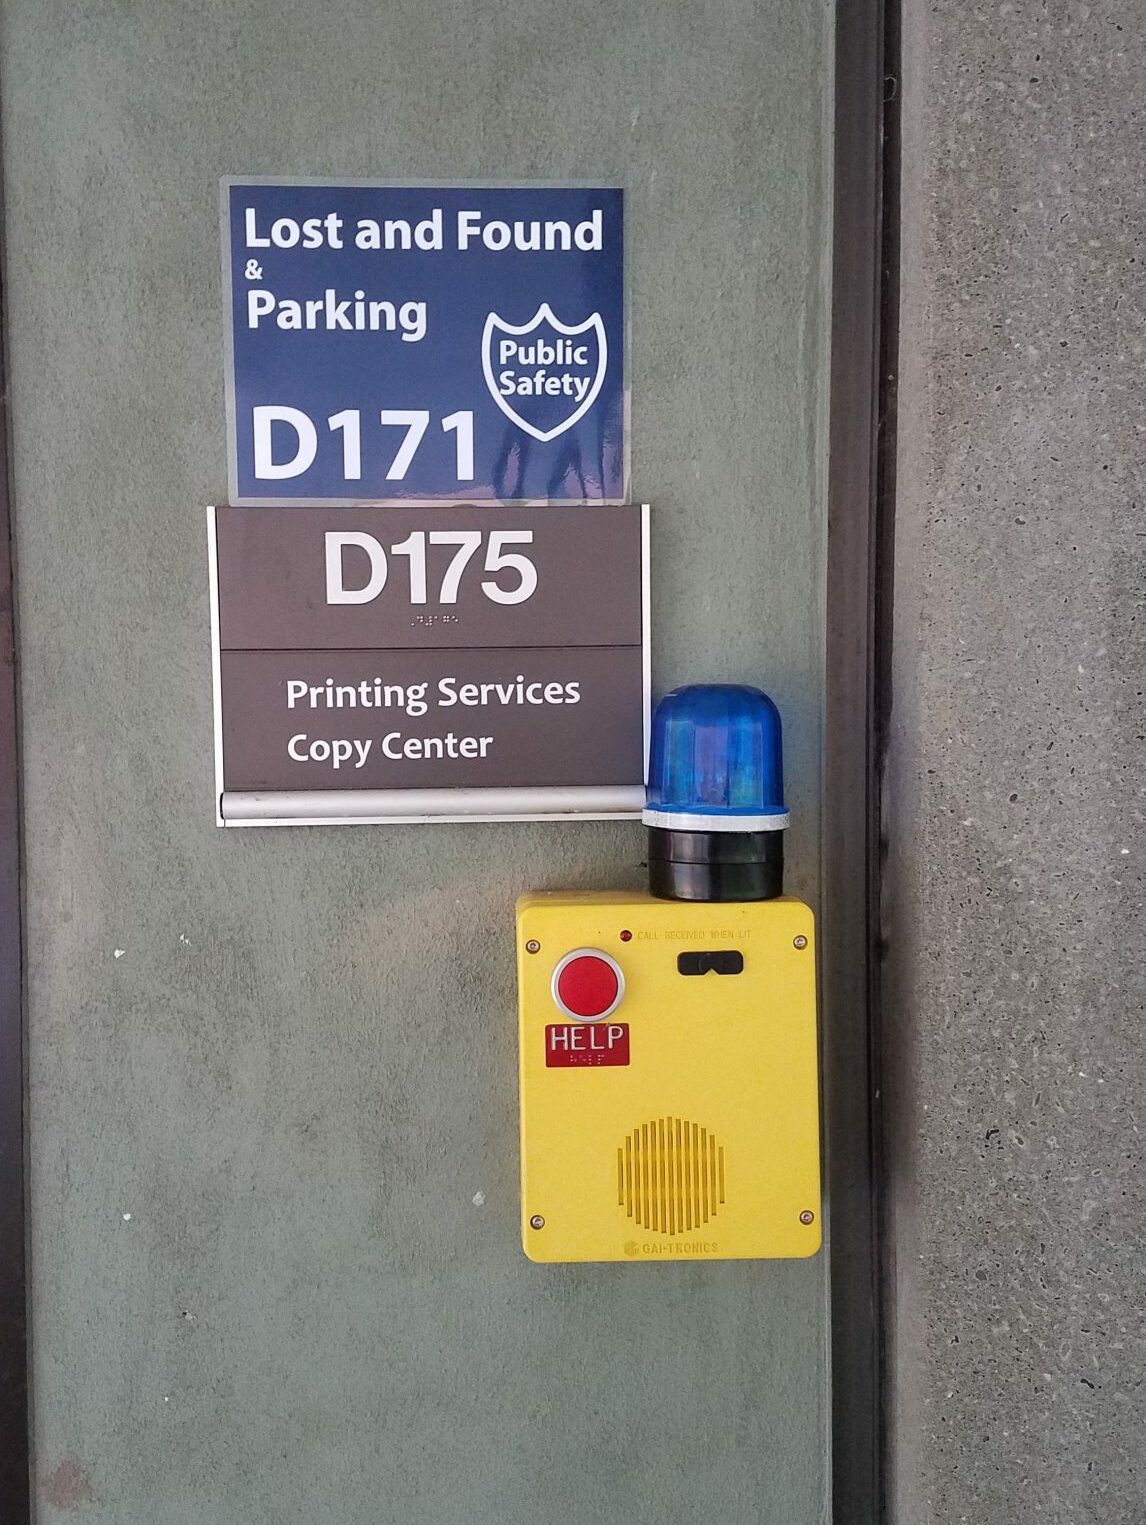 Lost and Found
&
Parking
Public
Safety
D171
D175
Printing Services
Copy Center
CALL RECEIVED WHEN LIT
HELP
GAI-TRONICS